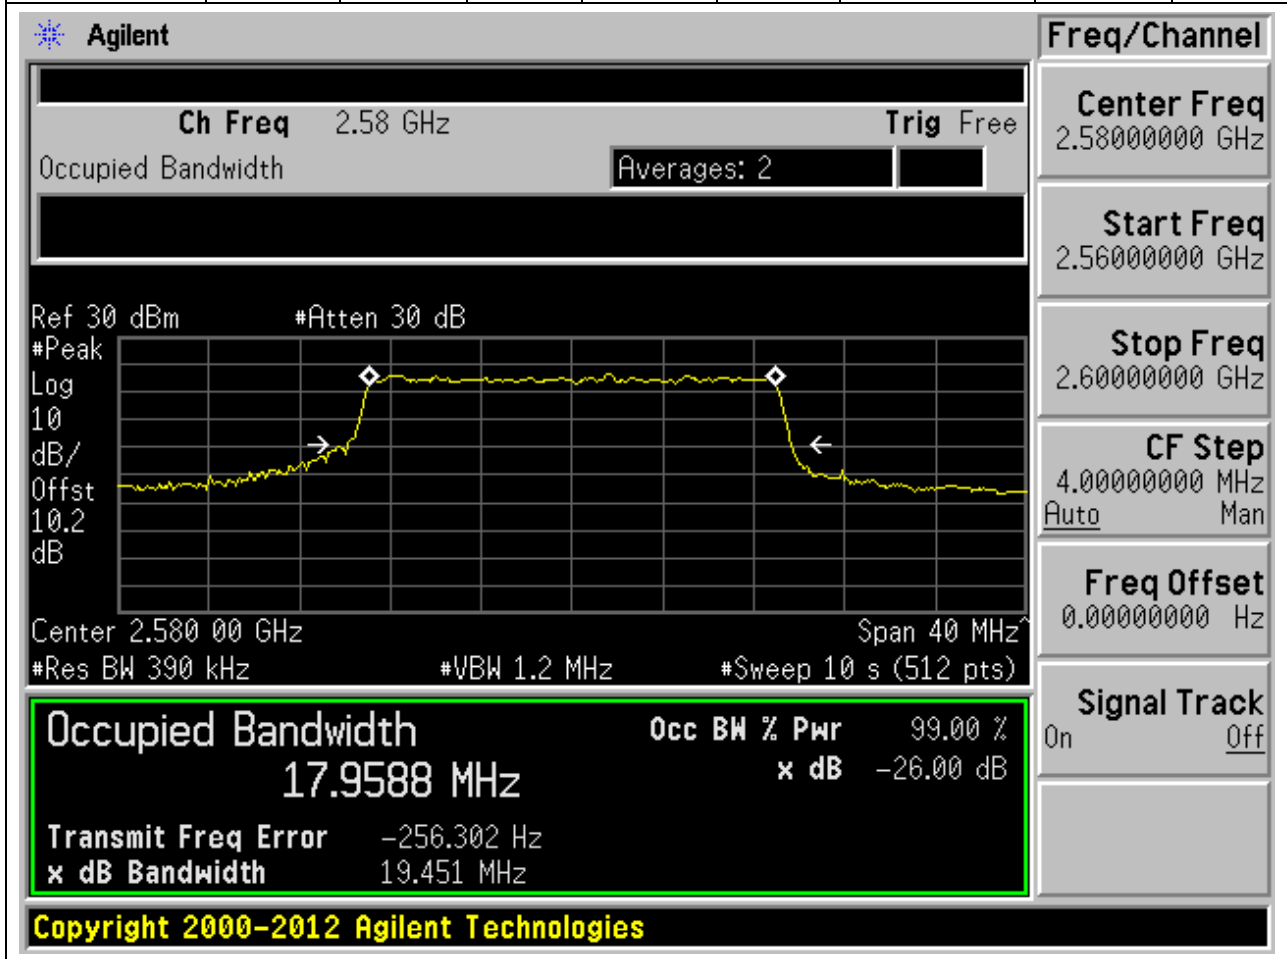 Agilent
Freq/Channel
Ch Freq 2.58 GHz Trig Free
Occupied Bandwidth Averages: 2
Center Freq
2.58000000 GHz
Start Freq
2.56000000 GHz
Stop Freq
2.60000000 GHz
CF Step
4.00000000 MHz
Auto Man
Freq Offset
0.00000000 Hz
Signal Track
On Off
Ref 30 dBm #Atten 30 dB
#Peak
Log
10
dB/
Offst
10.2
dB
Center 2.580 00 GHz Span 40 MHz^
#Res BW 390 kHz #VBW 1.2 MHz #Sweep 10 s (512 pts)
Occupied Bandwidth Occ BW % Pwr 99.00 %
17.9588 MHz x dB -26.00 dB
Transmit Freq Error -256.302 Hz
x dB Bandwidth 19.451 MHz
Copyright 2000-2012 Agilent Technologies